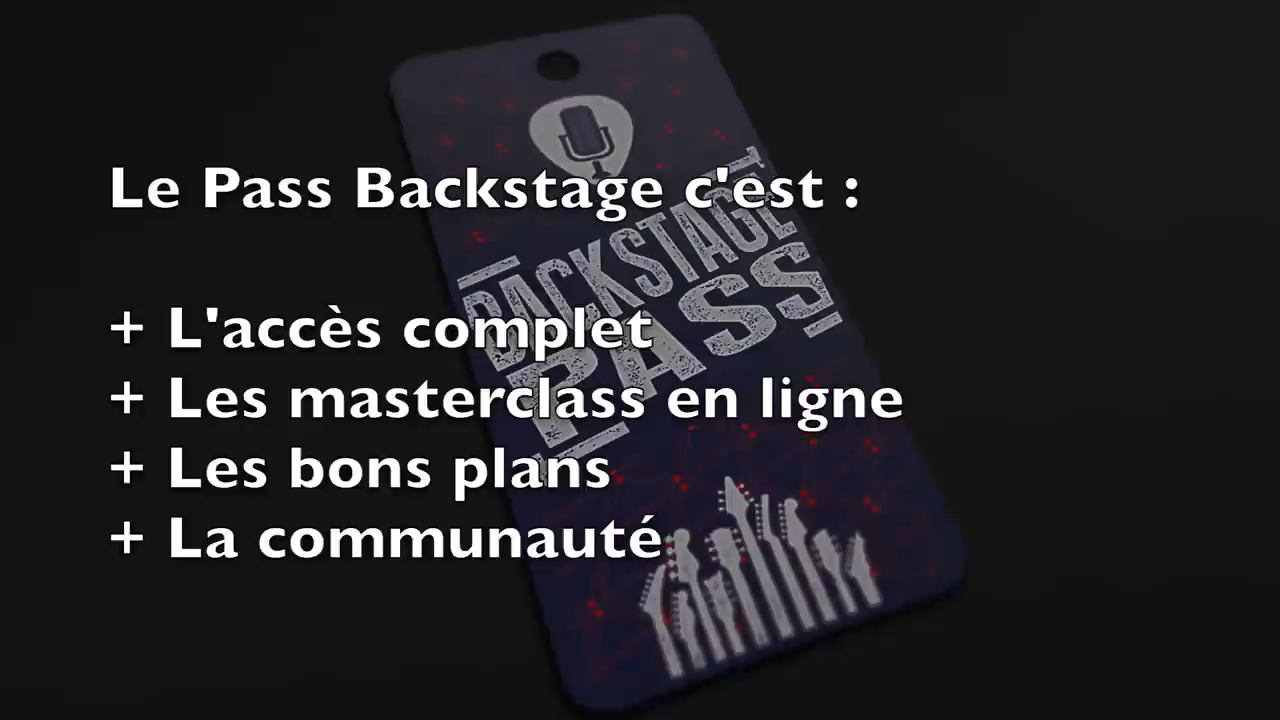 Le Pass Backstage c'est :
+ L'accès complet
+ Les masterclass en ligne
+ Les bons plans
+ La communauté
BACKSTAGE
PASS